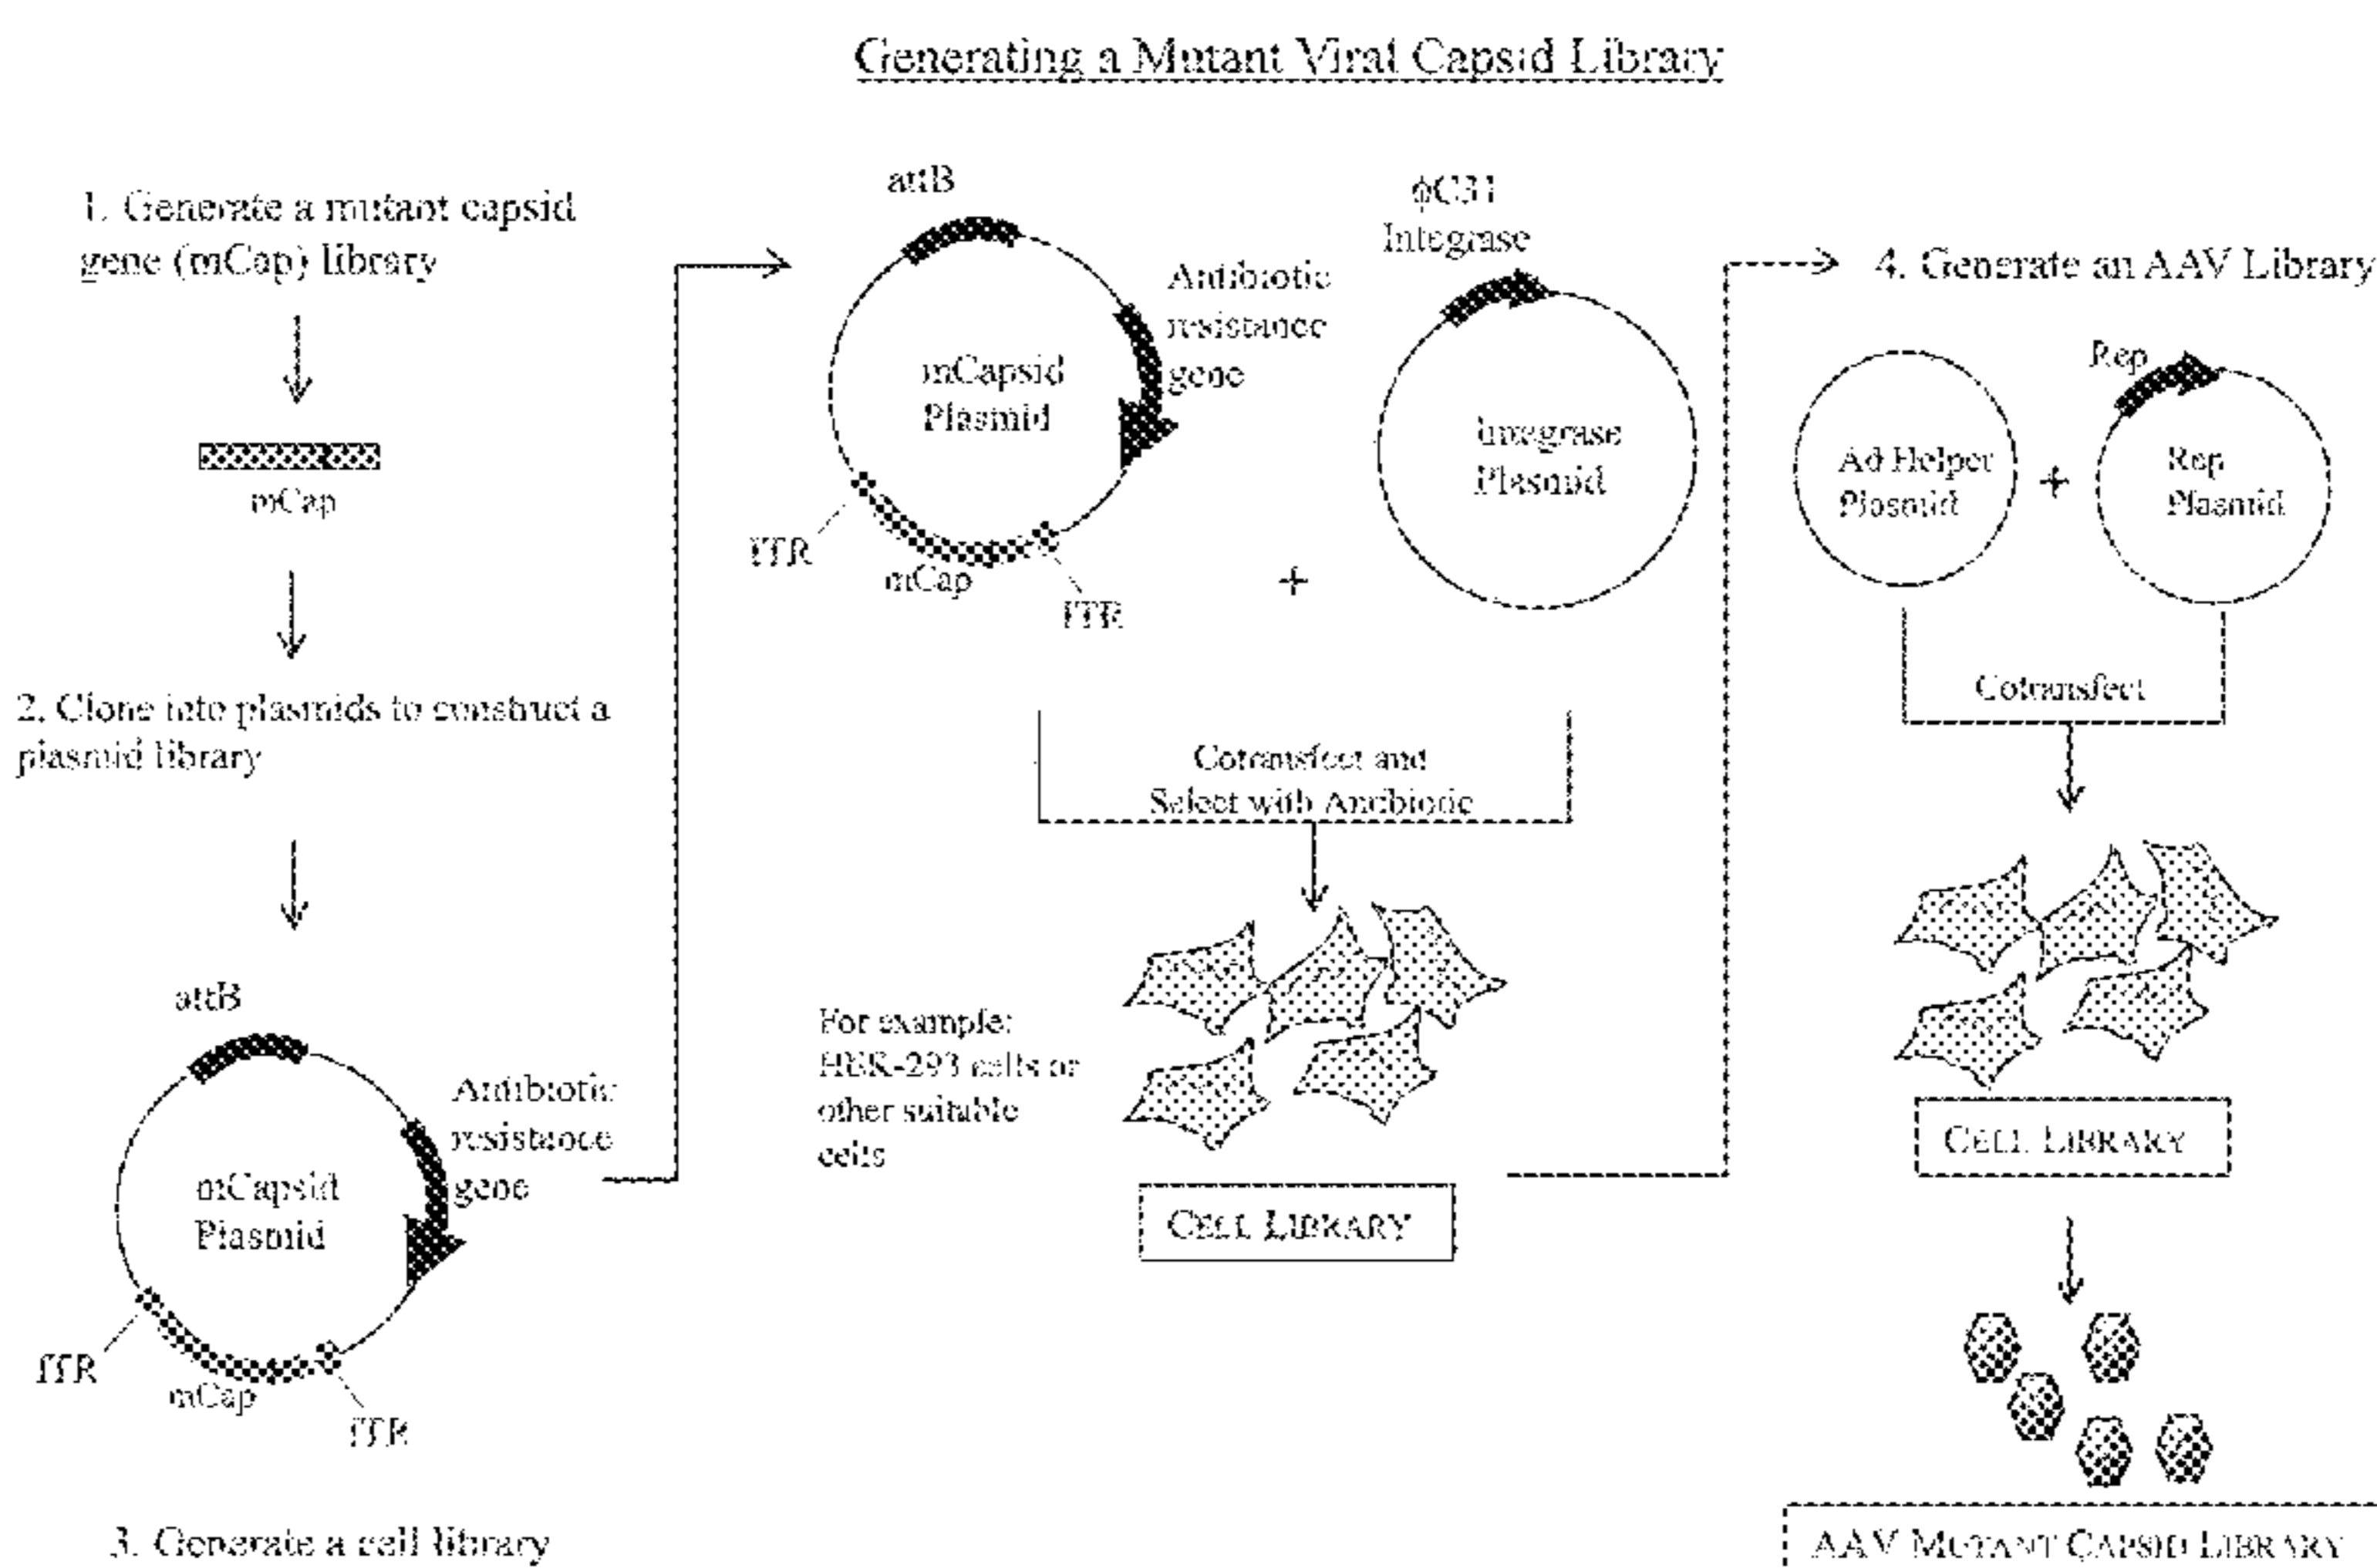 Generating a Mutant Viral Capsid Library
1. Generate a mutant capsid
gene (mCap) library
mCap
2. Clone into plasmids to construct a
plasmid library
attB
Antibiotic
resistance
gene
mCapsid
Plasmid
ITR
mCap
ITR
3. Generate a cell library
attB
Antibiotic
resistance
gene
mCapsid
Plasmid
ITR
mCap
ITR
+
ϕC31
Integrase
Integrase
Plasmid
Cotransfect and
Select with Antibiotic
For example:
HEK-293 cells or
other suitable
cells
CELL LIBRARY
4. Generate an AAV Library
Ad Helper
Plasmid
+
Rep
Rep
Plasmid
Cotransfect
CELL LIBRARY
AAV MUTANT CAPSID LIBRARY